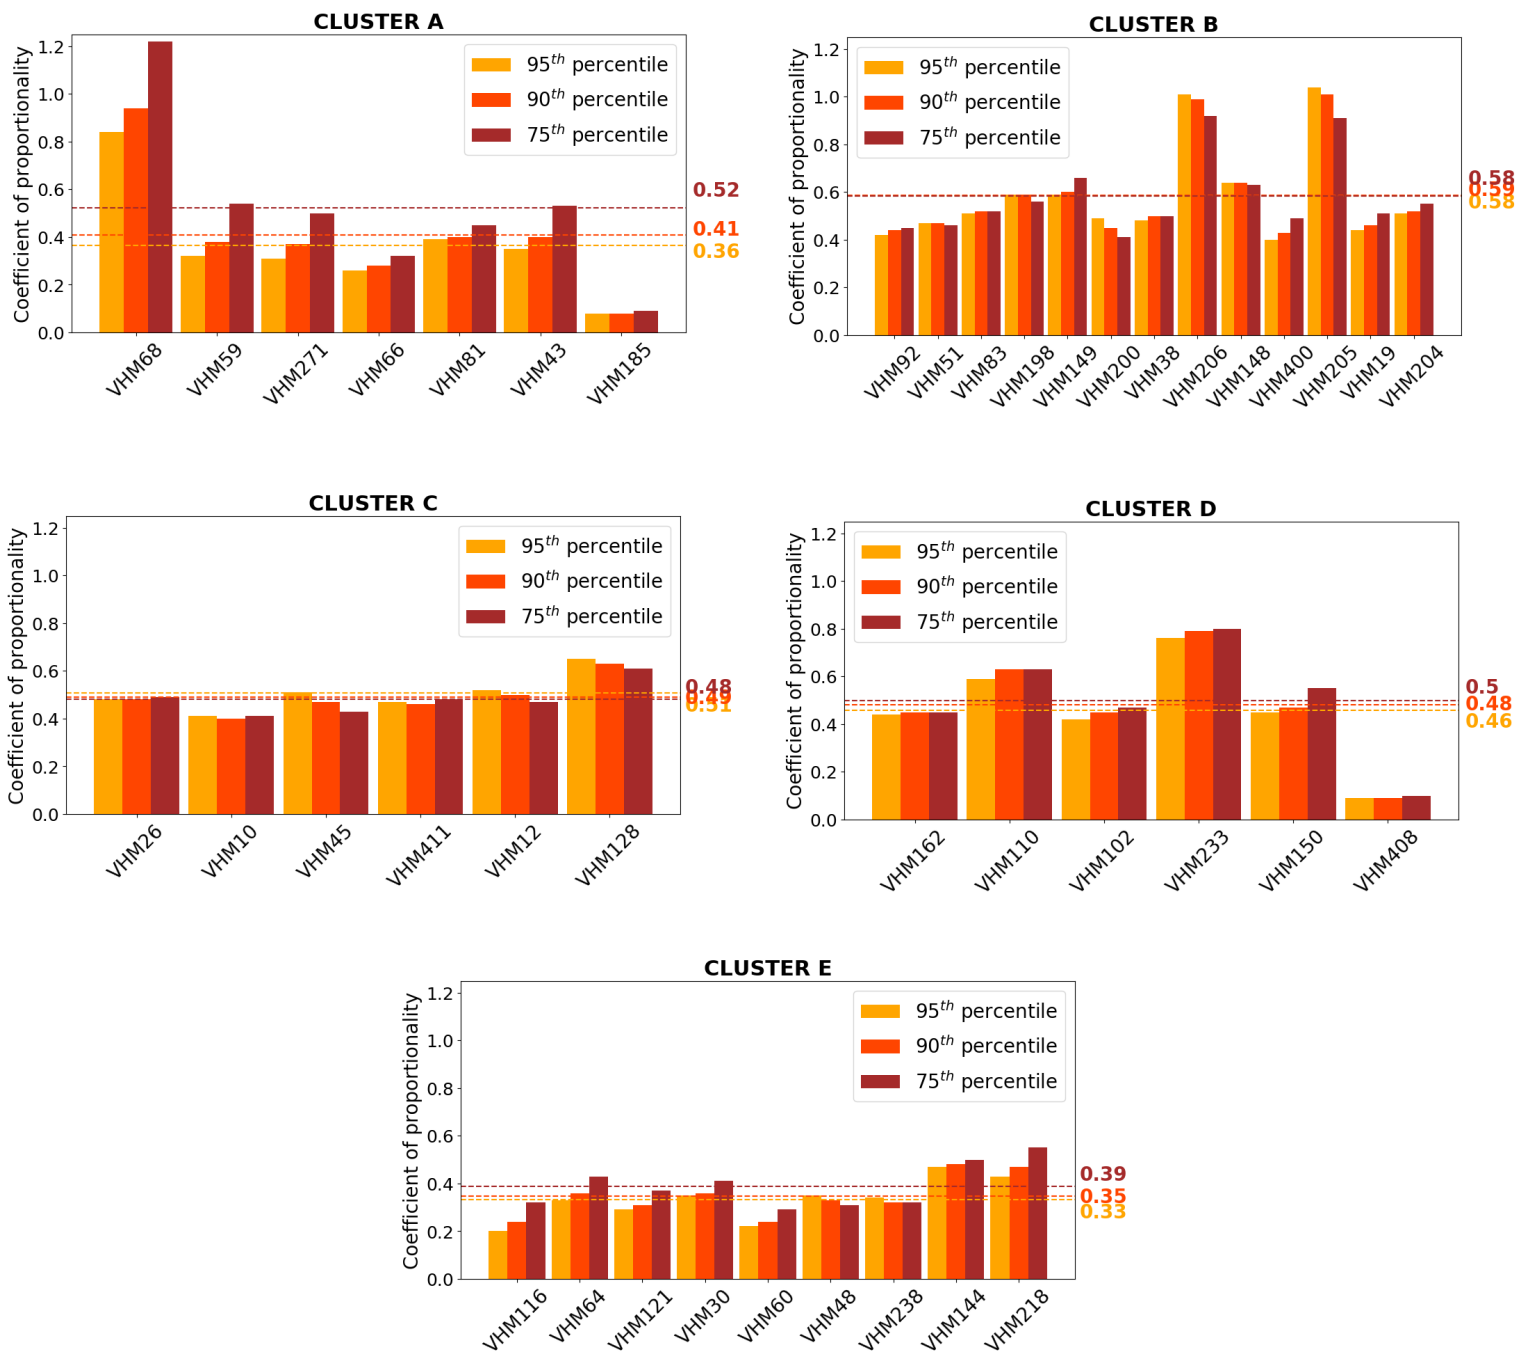 CLUSTER A
Coefficient of proportionality
1.2
1.0
0.8
0.6
0.4
0.2
0.0
95th percentile
90th percentile
75th percentile
0.52
0.41
0.36
VHM68
VHM59
VHM271
VHM66
VHM81
VHM43
VHM185
CLUSTER B
Coefficient of proportionality
1.2
1.0
0.8
0.6
0.4
0.2
0.0
95th percentile
90th percentile
75th percentile
0.58
0.59
0.58
VHM92
VHM51
VHM83
VHM198
VHM149
VHM200
VHM38
VHM206
VHM148
VHM400
VHM205
VHM19
VHM204
CLUSTER C
Coefficient of proportionality
1.2
1.0
0.8
0.6
0.4
0.2
0.0
95th percentile
90th percentile
75th percentile
0.48
0.49
0.51
VHM26
VHM10
VHM45
VHM411
VHM12
VHM128
CLUSTER D
Coefficient of proportionality
1.2
1.0
0.8
0.6
0.4
0.2
0.0
95th percentile
90th percentile
75th percentile
0.5
0.48
0.46
VHM162
VHM110
VHM102
VHM233
VHM150
VHM408
CLUSTER E
Coefficient of proportionality
1.2
1.0
0.8
0.6
0.4
0.2
0.0
95th percentile
90th percentile
75th percentile
0.39
0.35
0.33
VHM116
VHM64
VHM121
VHM30
VHM60
VHM48
VHM238
VHM144
VHM218